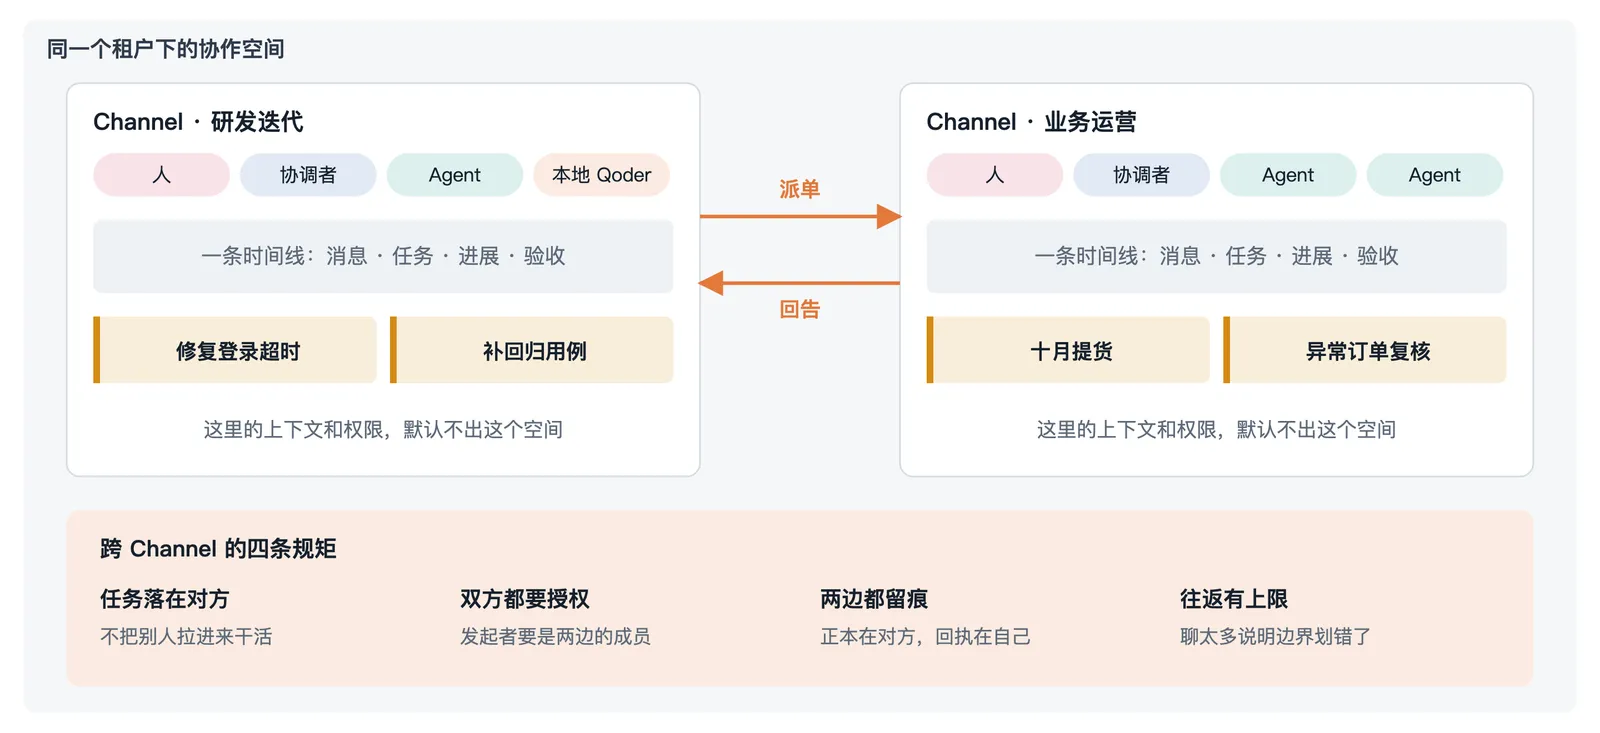 同一个租户下的协作空间
Channel · 研发迭代
人
协调者
Agent
本地 Qoder
一条时间线：消息 · 任务 · 进展 · 验收
修复登录超时
补回归用例
这里的上下文和权限，默认不出这个空间
派单
回告
Channel · 业务运营
人
协调者
Agent
Agent
一条时间线：消息 · 任务 · 进展 · 验收
十月提货
异常订单复核
这里的上下文和权限，默认不出这个空间
跨 Channel 的四条规矩
任务落在对方
不把别人拉进来干活
双方都要授权
发起者要是两边的成员
两边都留痕
正本在对方，回执在自己
往返有上限
聊太多说明边界划错了